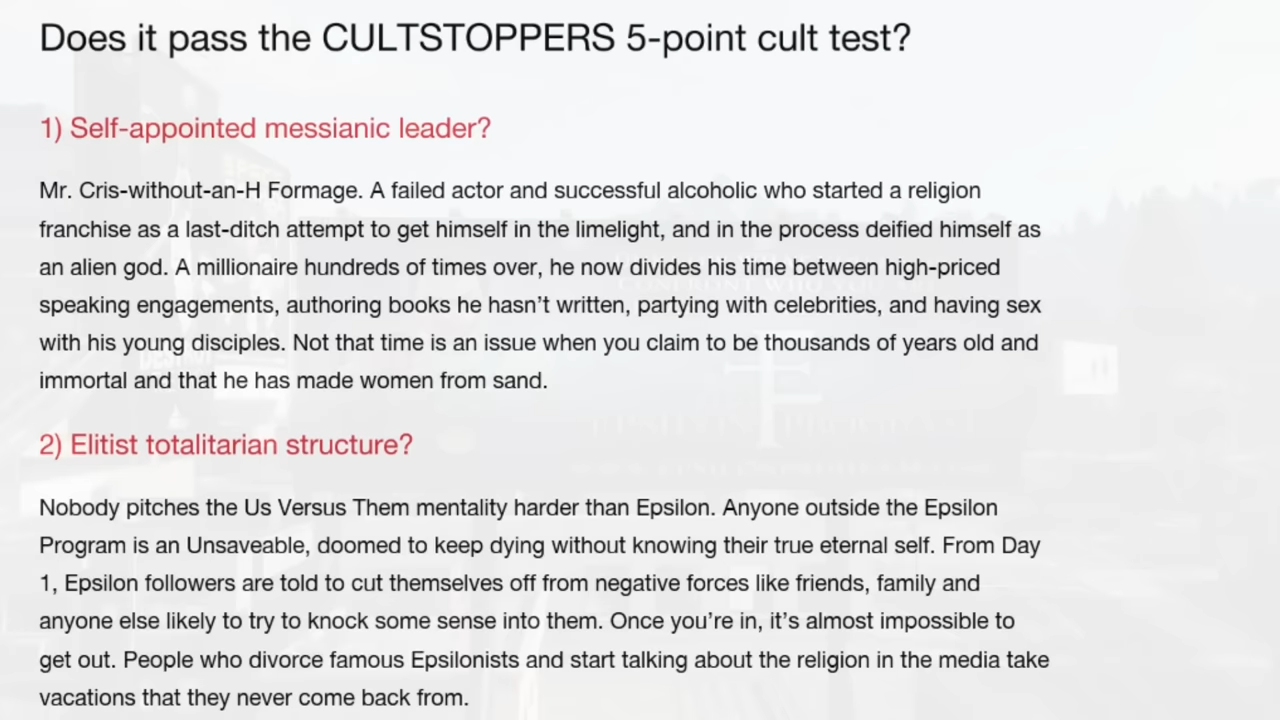 Does it pass the CULTSTOPPERS 5-point cult test?
1) Self-appointed messianic leader?
Mr. Cris-without-an-H Formage. A failed actor and successful alcoholic who started a religion
franchise as a last-ditch attempt to get himself in the limelight, and in the process deified himself as
an alien god. A millionaire hundreds of times over, he now divides his time between high-priced
speaking engagements, authoring books he hasn’t written, partying with celebrities, and having sex
with his young disciples. Not that time is an issue when you claim to be thousands of years old and
immortal and that he has made women from sand.
2) Elitist totalitarian structure?
Nobody pitches the Us Versus Them mentality harder than Epsilon. Anyone outside the Epsilon
Program is an Unsaveable, doomed to keep dying without knowing their true eternal self. From Day
1, Epsilon followers are told to cut themselves off from negative forces like friends, family and
anyone else likely to try to knock some sense into them. Once you’re in, it’s almost impossible to
get out. People who divorce famous Epsilonists and start talking about the religion in the media take
vacations that they never come back from.